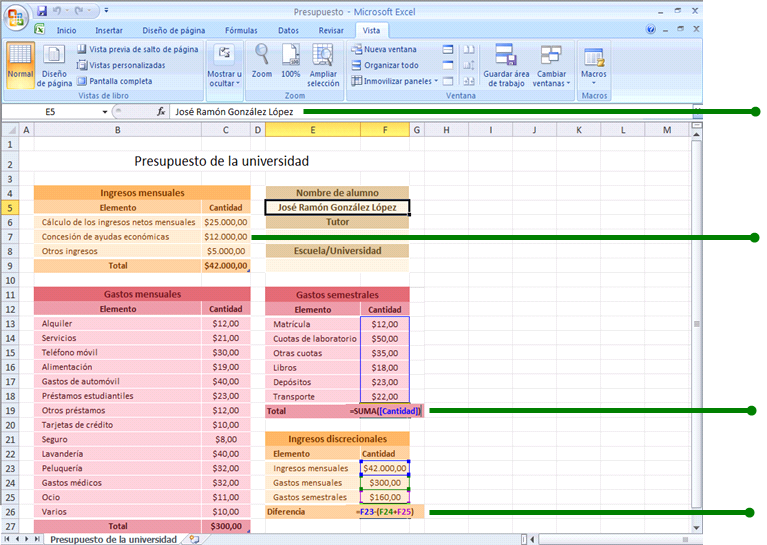 Presupuesto - Microsoft Excel
Inicio Insertar Diseño de página Fórmulas Datos Revisar Vista
Normal
Diseño de página
Vista previa de salto de página
Vistas personalizadas
Pantalla completa
Vistas de libro
Mostrar u ocultar
Zoom
100%
Ampliar selección
Zoom
Nueva ventana
Organizar todo
Inmovilizar paneles
Guardar área de trabajo
Cambiar ventanas
Ventana
Macros
Macros
E5 fx José Ramón González López
A B C D E F G H I J K L M
1
2 Presupuesto de la universidad
3
4 Ingresos mensuales Nombre de alumno
5 Elemento Cantidad José Ramón González López
6 Cálculo de los ingresos netos mensuales $25.000,00 Tutor
7 Concesión de ayudas económicas $12.000,00
8 Otros ingresos $5.000,00 Escuela/Universidad
9 Total $42.000,00
10
11 Gastos mensuales Gastos semestrales
12 Elemento Cantidad Elemento Cantidad
13 Alquiler $12,00 Matrícula $12,00
14 Servicios $21,00 Cuotas de laboratorio $50,00
15 Teléfono móvil $30,00 Otras cuotas $35,00
16 Alimentación $19,00 Libros $18,00
17 Gastos de automóvil $40,00 Depósitos $23,00
18 Préstamos estudiantiles $23,00 Transporte $22,00
19 Otros préstamos $12,00 Total =SUMA([Cantidad])
20 Tarjetas de crédito $10,00
21 Seguro $8,00 Ingresos discrecionales
22 Lavandería $40,00 Elemento Cantidad
23 Peluquería $32,00 Ingresos mensuales $42.000,00
24 Gastos médicos $32,00 Gastos mensuales $300,00
25 Ocio $11,00 Gastos semestrales $160,00
26 Varios $10,00 Diferencia =F23-(F24+F25)
27 Total $300,00
Presupuesto de la universidad